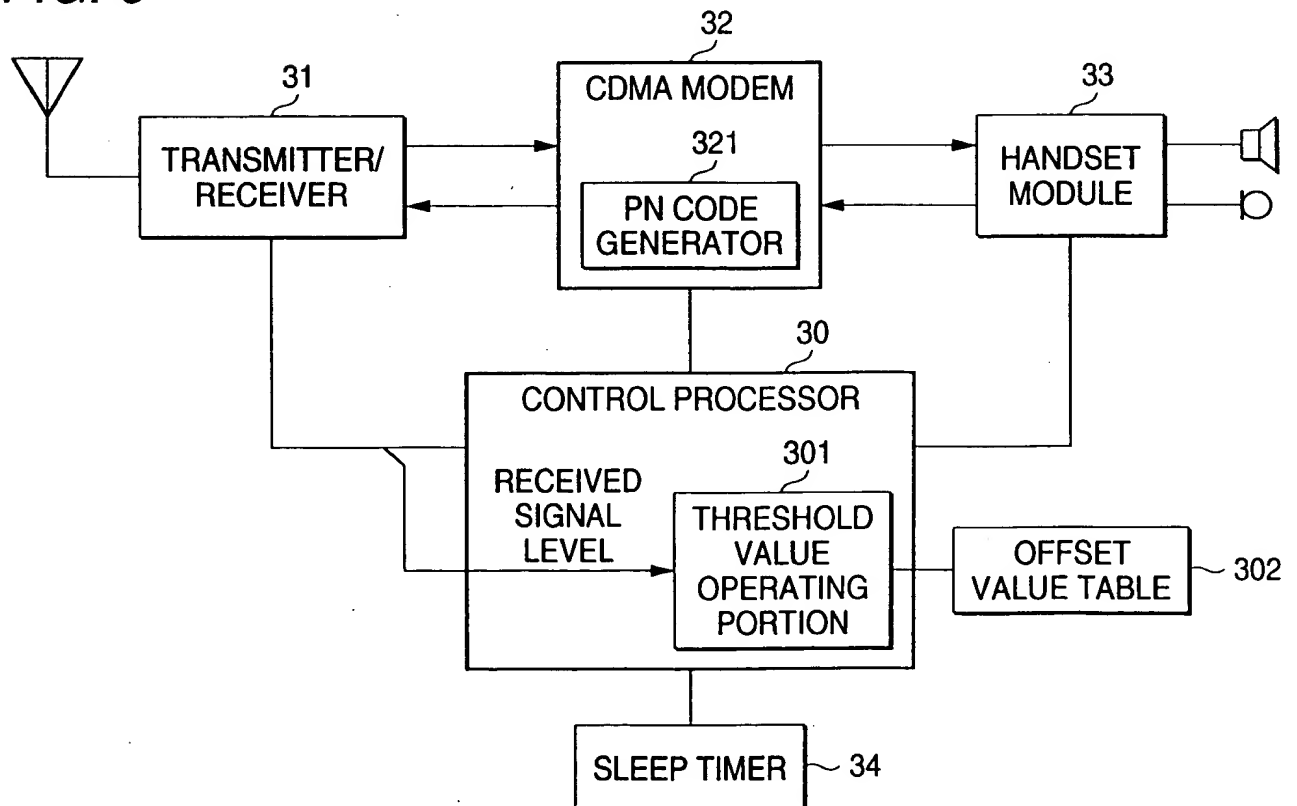 32
31
33
CDMA MODEM
TRANSMITTER/
RECEIVER
321
PN CODE
GENERATOR
HANDSET
MODULE
30
CONTROL PROCESSOR
RECEIVED
SIGNAL
LEVEL
301
THRESHOLD
VALUE
OPERATING
PORTION
OFFSET
VALUE TABLE
302
SLEEP TIMER
34